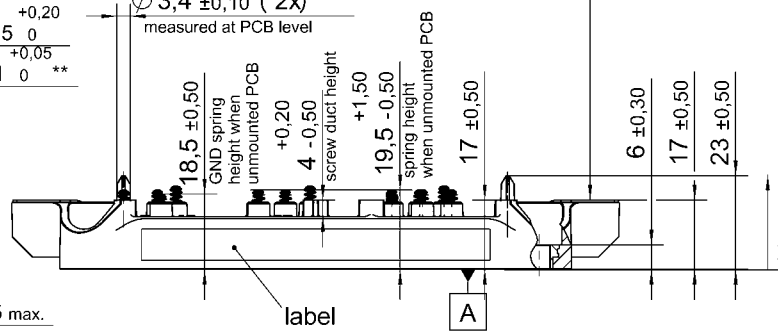 +0,20
5 0
+0,05
0 **
Ø 3,4 ±0,10 ( 2x)
measured at PCB level
18,5 ±0,50
GND spring
height when
unmounted PCB
+0,20
4 -0,50
screw duct height
+1,50
19,5 -0,50
spring height
when unmounted PCB
17 ±0,50
6 ±0,30
17 ±0,50
23 ±0,50
label
A
max.